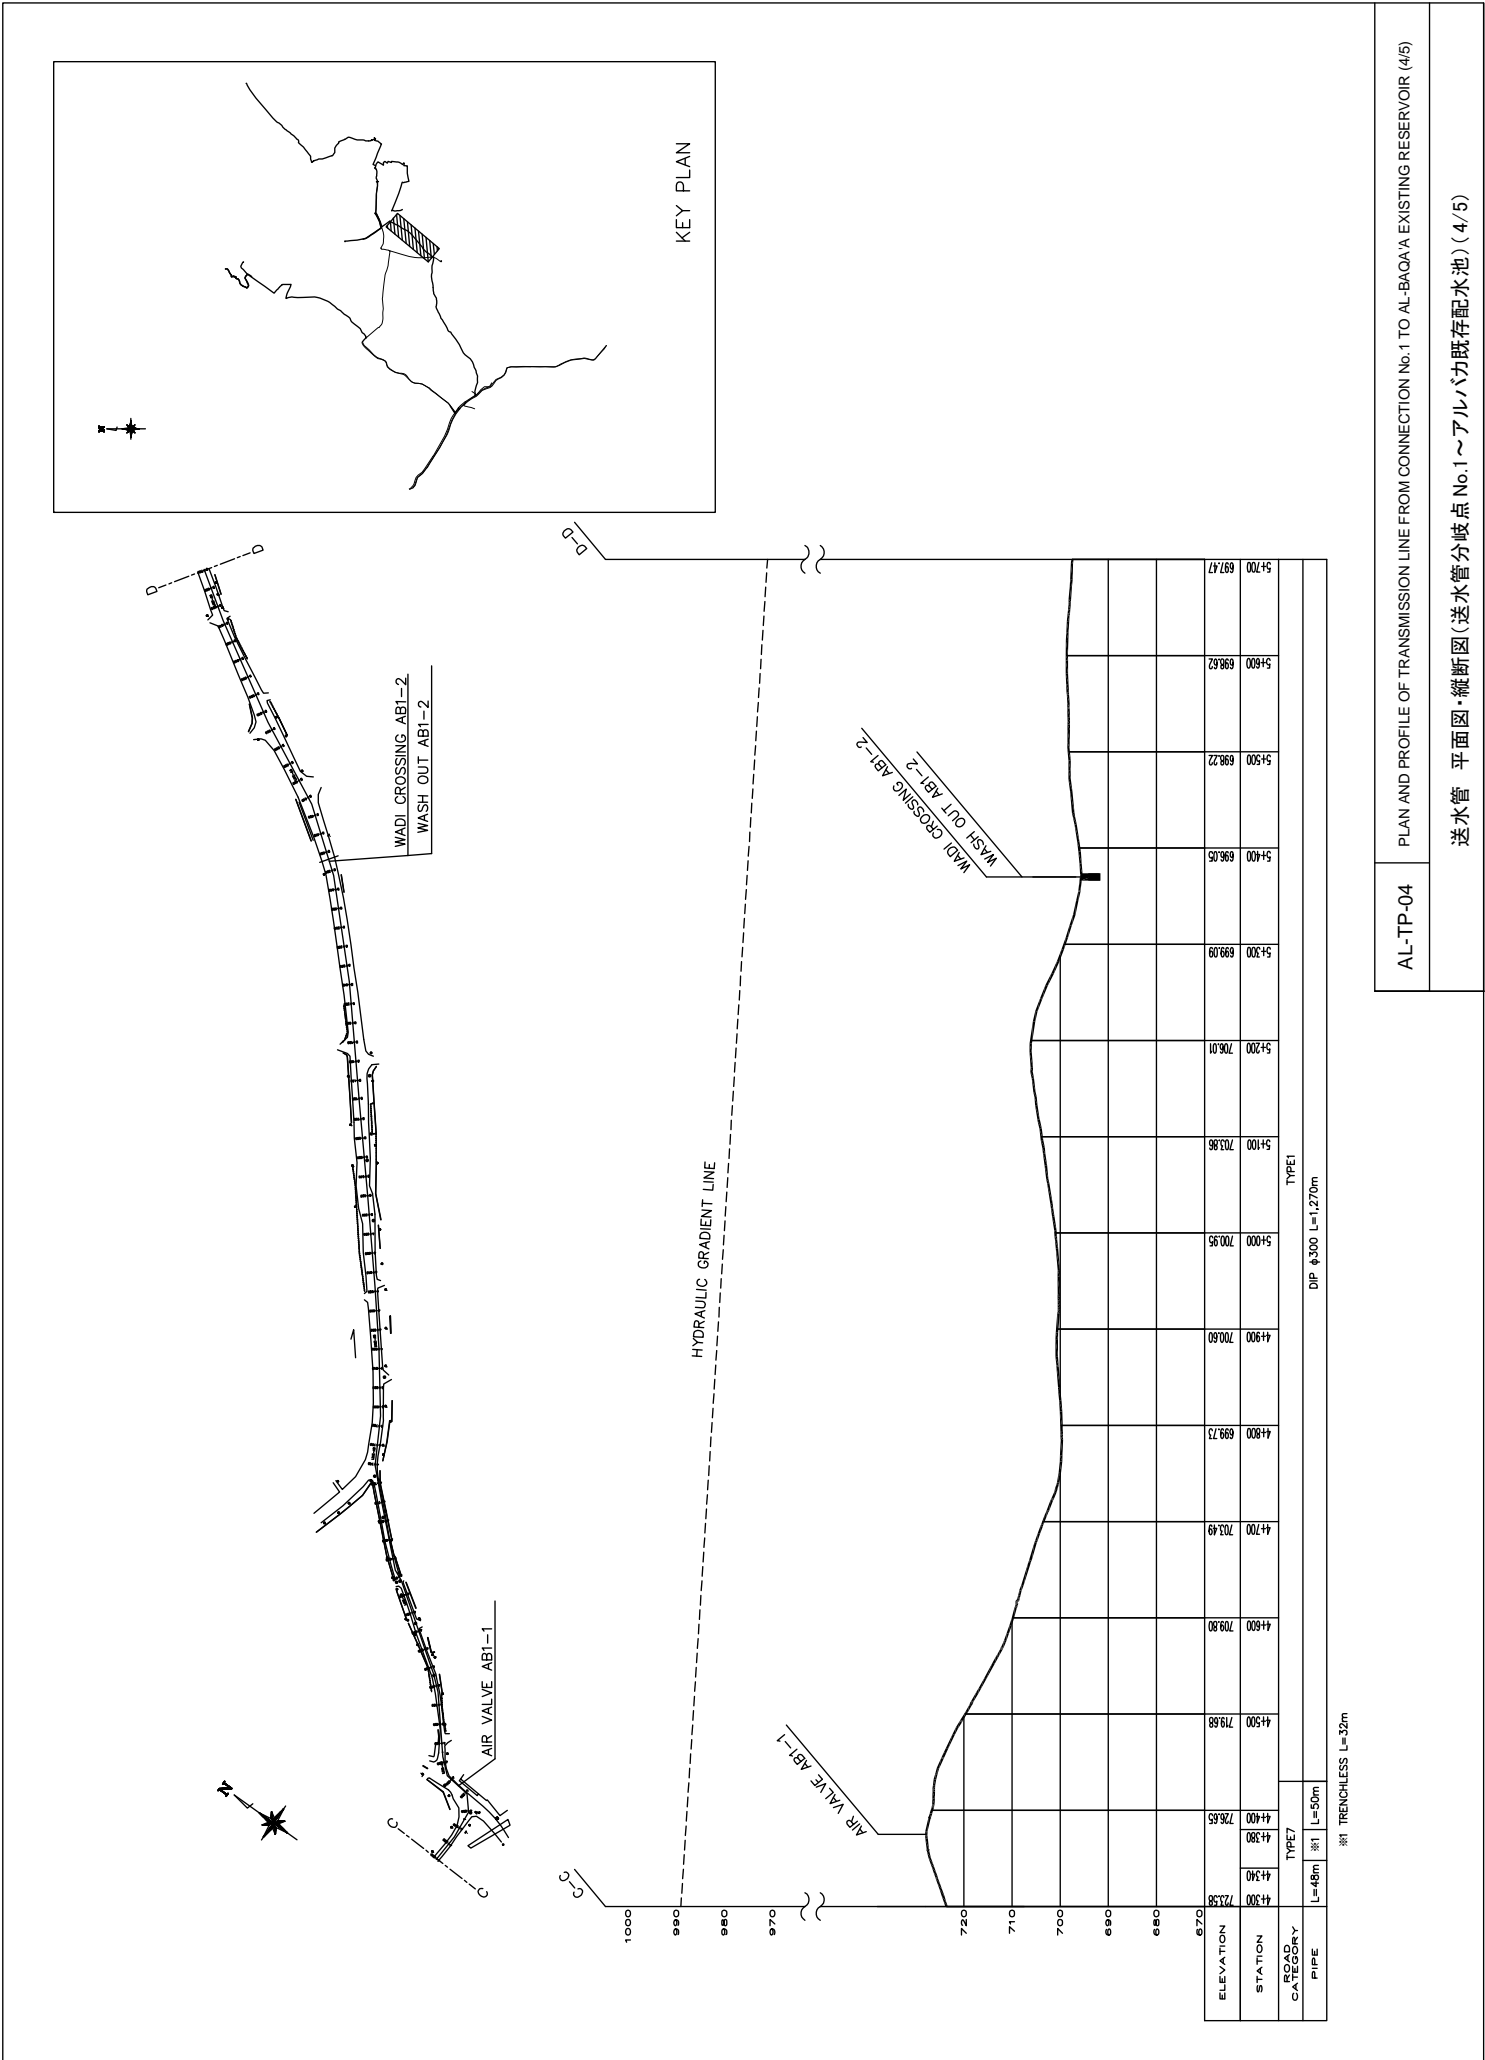 KEY PLAN
N
N
D
D
WADI CROSSING AB1-2
WASH OUT AB1-2
AIR VALVE AB1-1
C
C
C-C
D-D
HYDRAULIC GRADIENT LINE
AIR VALVE AB1-1
WADI CROSSING AB1-2
WASH OUT AB1-2
1000
990
980
970
720
710
700
690
680
670
ELEVATION 723.58 726.65 719.68 709.80 703.49 699.73 700.60 700.95 703.86 706.01 699.09 696.05 698.22 698.62 697.47
STATION 4+300 4+340 4+380 4+400 4+500 4+600 4+700 4+800 4+900 5+000 5+100 5+200 5+300 5+400 5+500 5+600 5+700
ROAD CATEGORY TYPE7 TYPE1
PIPE L=48m ※1 L=50m DIP φ300 L=1,270m
※1 TRENCHLESS L=32m
AL-TP-04
PLAN AND PROFILE OF TRANSMISSION LINE FROM CONNECTION No.1 TO AL-BAQA'A EXISTING RESERVOIR (4/5)
送水管 平面図・縦断図(送水管分岐点 No.1～アルバカ既存配水池)(4/5)